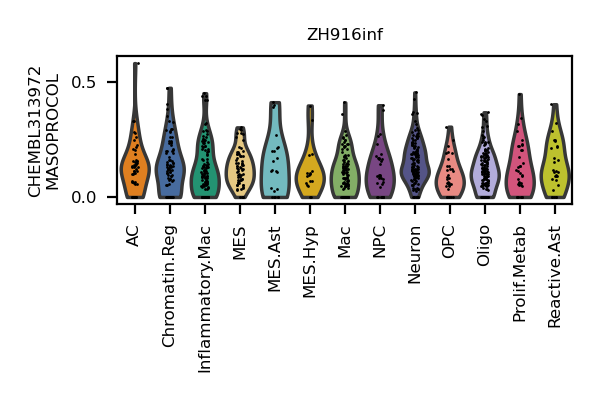 ZH916inf
CHEMBL313972
MASOPROCOL
0.5
0.0
AC
Chromatin.Reg
Inflammatory.Mac
MES
MES.Ast
MES.Hyp
Mac
NPC
Neuron
OPC
Oligo
Prolif.Metab
Reactive.Ast